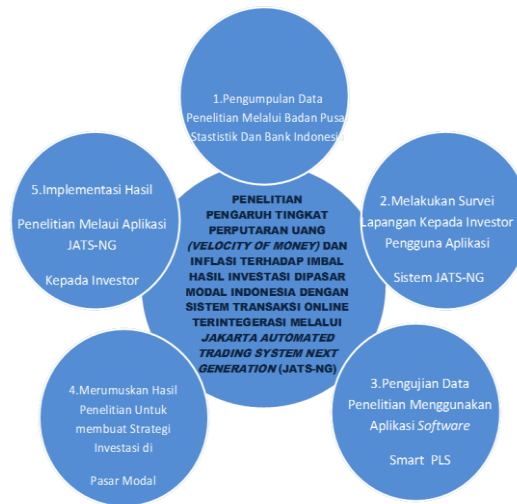 1.Pengumpulan Data
Penelitian Melalui Badan Pusa
Stastistik Dan Bank Indonesia
PENELITIAN
PENGARUH TINGKAT
PERPUTARAN UANG
(VELOCITY OF MONEY) DAN
INFLASI TERHADAP IMBAL
HASIL INVESTASI DIPASAR
MODAL INDONESIA DENGAN
SISTEM TRANSAKSI ONLINE
TERINTEGERASI MELALUI
JAKARTA AUTOMATED
TRADING SYSTEM NEXT
GENERATION (JATS-NG)
2.Melakukan Survei
Lapangan Kepada Investor
Pengguna Aplikasi
Sistem JATS-NG
3.Pengujian Data
Penelitian Menggunakan
Aplikasi Software
Smart PLS
4.Merumuskan Hasil
Penelitian Untuk
membuat Strategi
Investasi di
Pasar Modal
5.Implementasi Hasil
Penelitian Melaui Aplikasi
JATS-NG
Kepada Investor